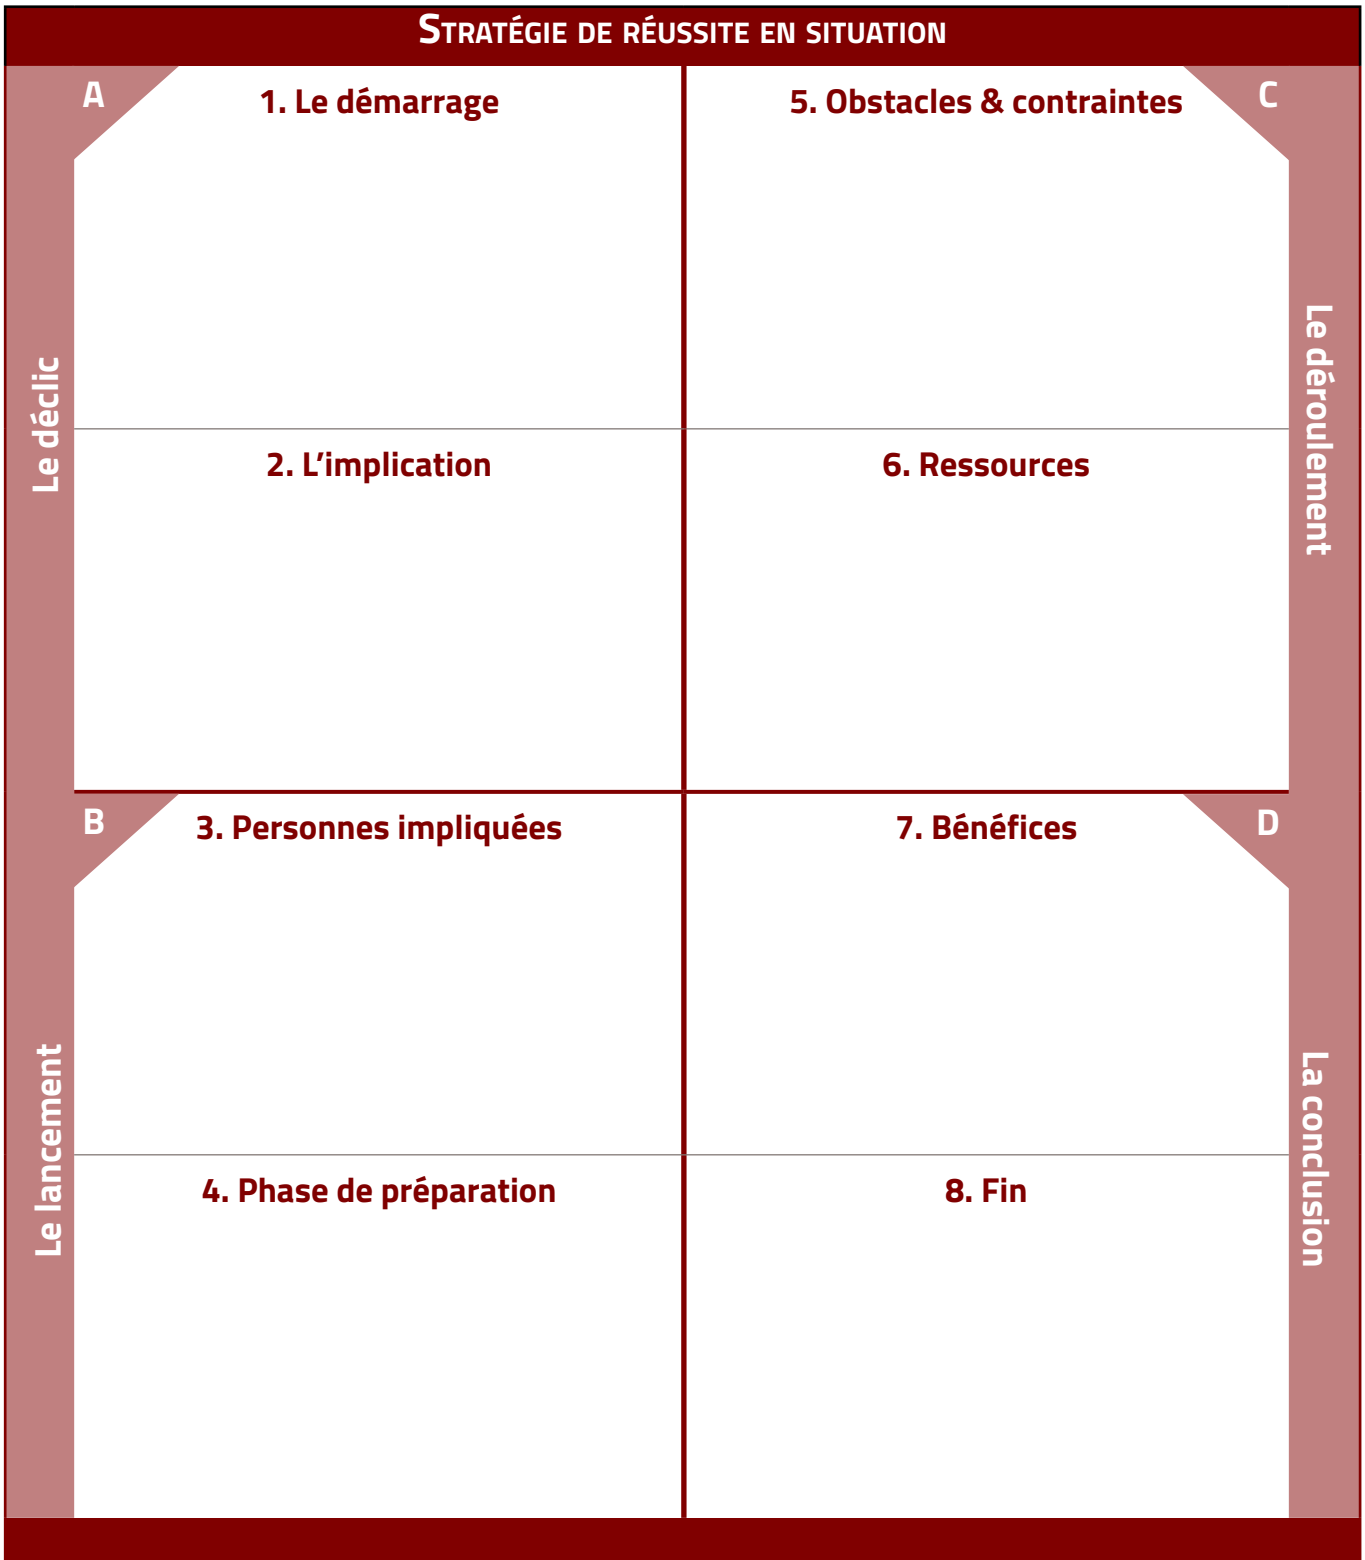 Stratégie de réussite en situation
A
1. Le démarrage
Le déclic
2. L’implication
B
3. Personnes impliquées
Le lancement
4. Phase de préparation
C
5. Obstacles & contraintes
Le déroulement
6. Ressources
D
7. Bénéfices
La conclusion
8. Fin